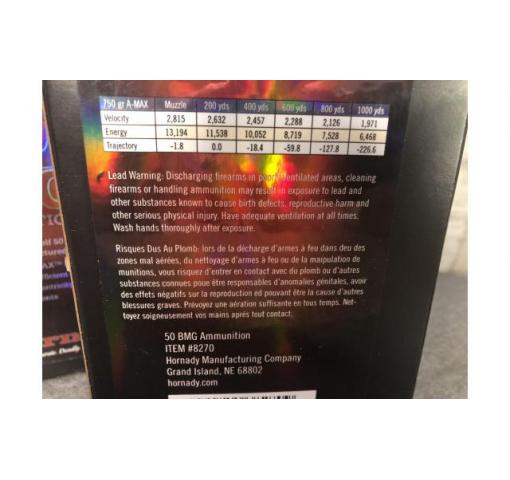 750 gr A-MAX Muzzle 200 yds 400 yds 600 yds 800 yds 1000 yds
Velocity 2,815 2,632 2,457 2,288 2,126 1,971
Energy 13,194 11,538 10,052 8,719 7,528 6,468
Trajectory -1.8 0.0 -18.4 -59.8 -127.8 -226.6
Lead Warning: Discharging firearms in poorly ventilated areas, cleaning
firearms or handling ammunition may result in exposure to lead and
other substances known to cause birth defects, reproductive harm and
other serious physical injury. Have adequate ventilation at all times.
Wash hands thoroughly after exposure.
Risques Dus Au Plomb: lors de la décharge d'armes à feu dans deu des
zones mal aérées, du nettoyage d'armes à feu ou de la maipulation de
munitions, vous risquez d'entrer en contact avec du plomb ou d'autres
substances connues poue être responsables d'anomalies génitales, avoir
des effets négatifs sur la reproduction ed pouvant être la cause d'autres
blessures graves. Prévoyez une aération suffisante en tous temps. Net-
toyez soigneusement vos mains après tout contact.
50 BMG Ammunition
ITEM #8270
Hornady Manufacturing Company
Grand Island, NE 68802
hornady.com